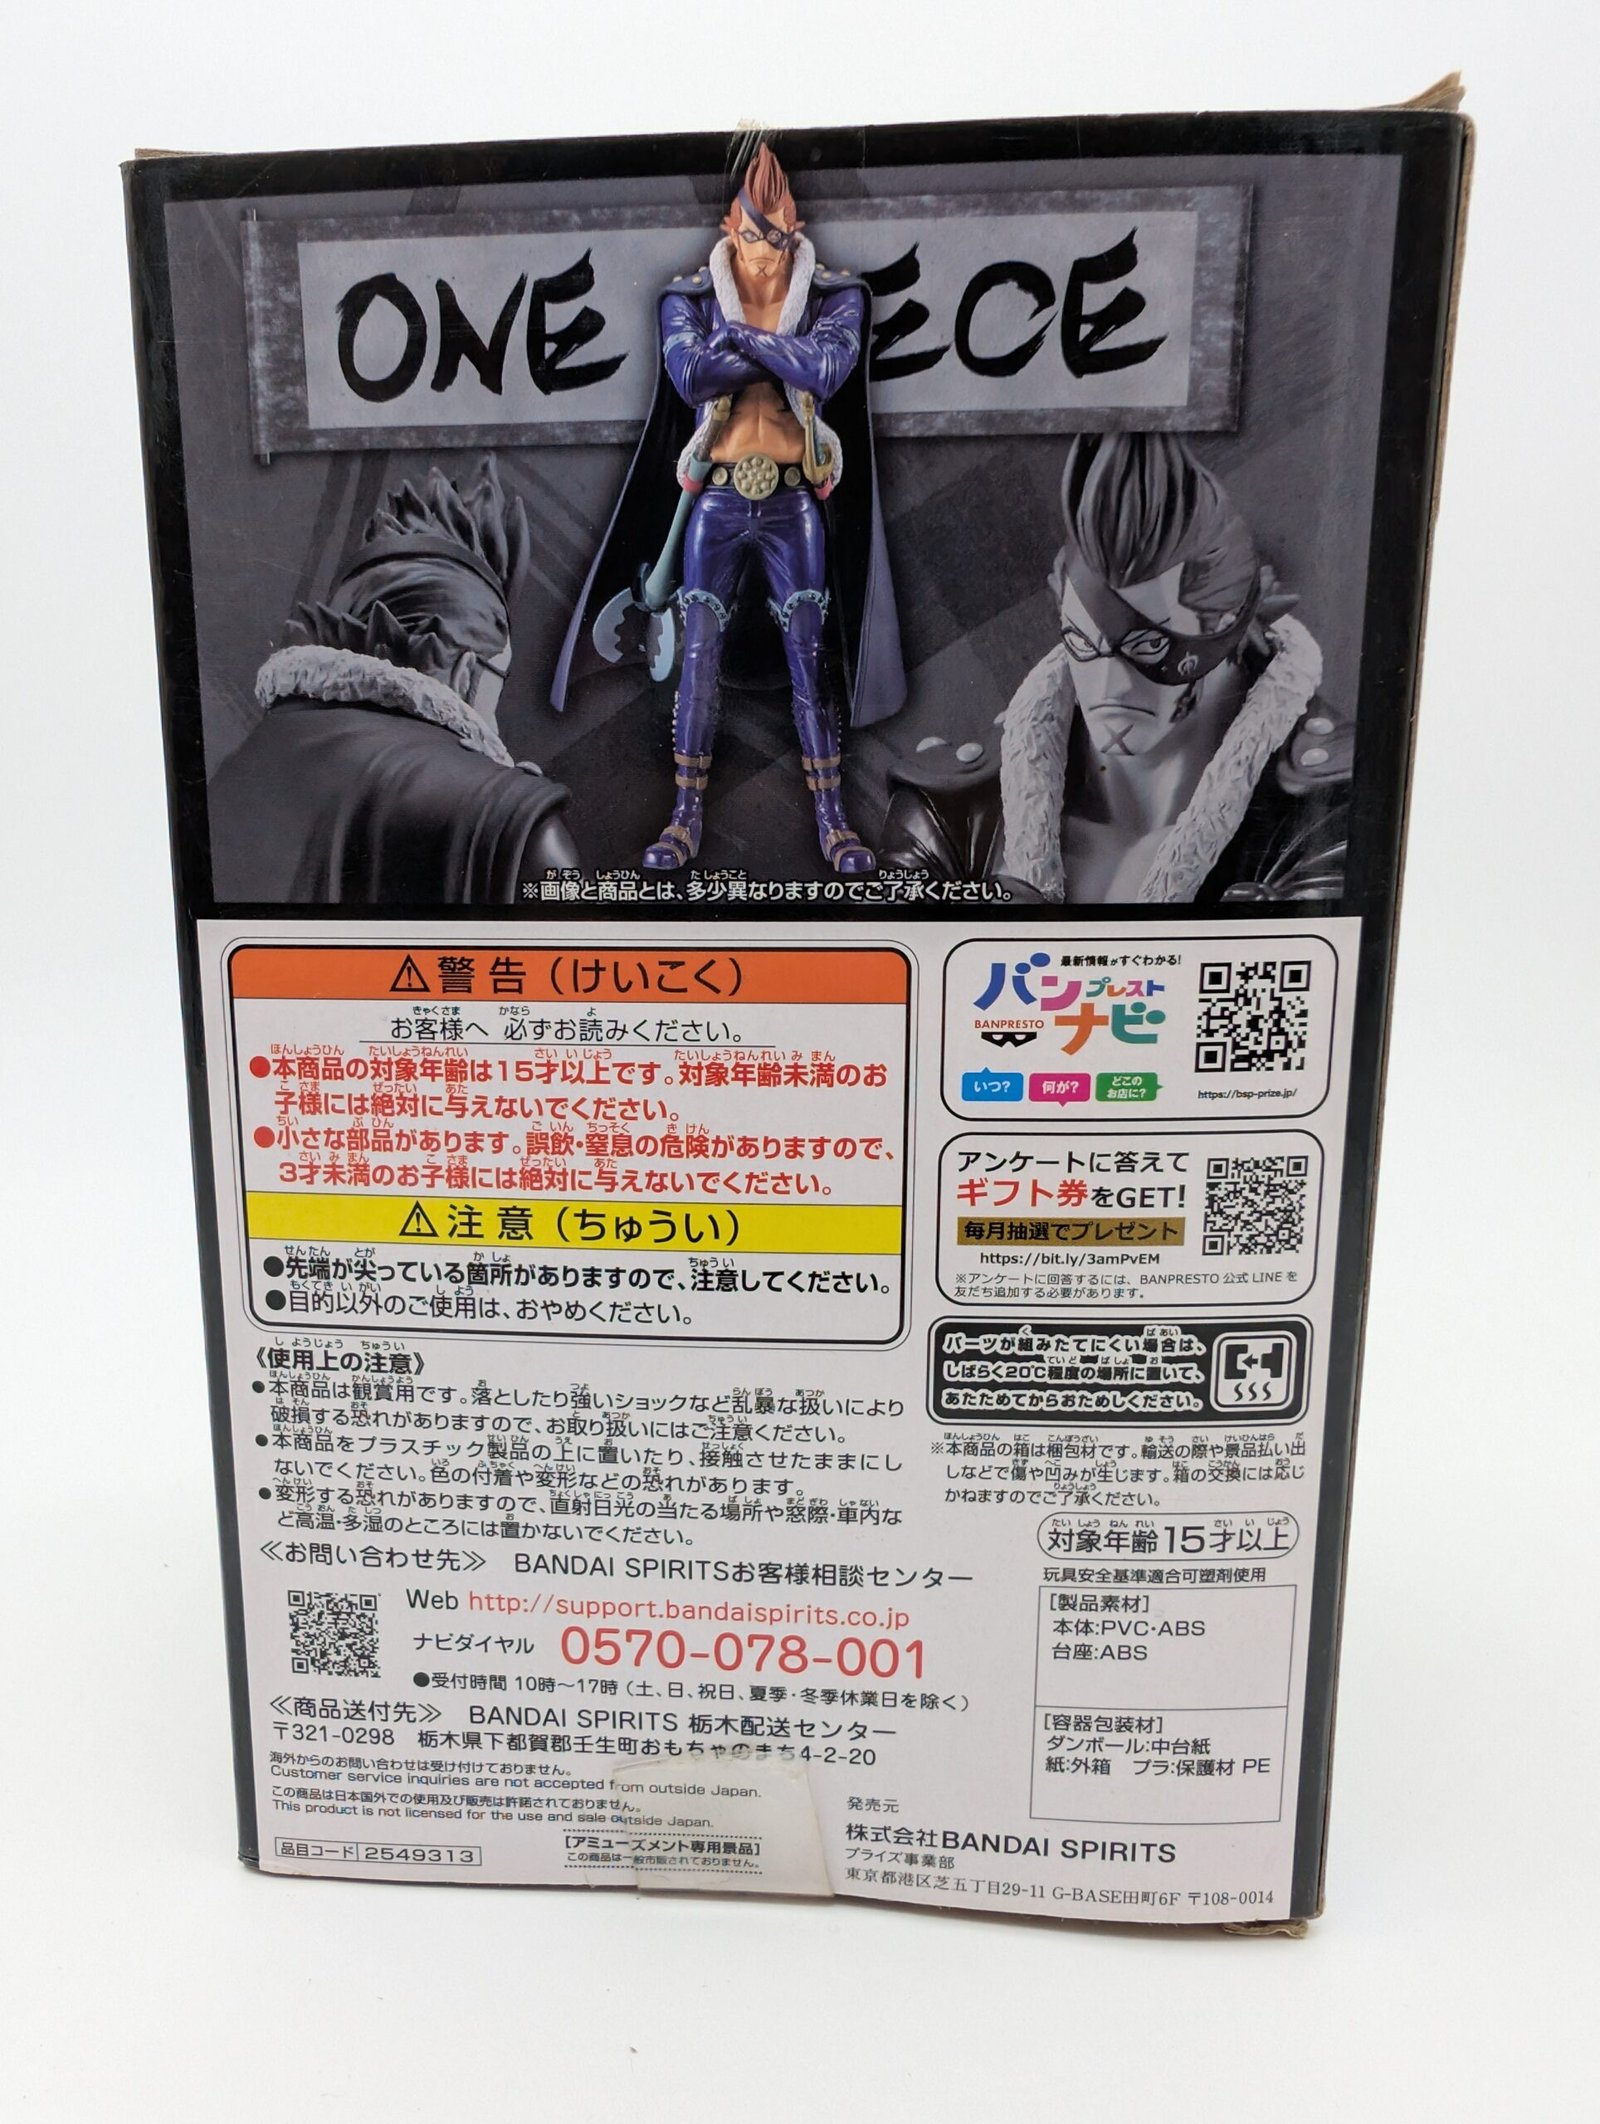 ONE PIECE
※画像と商品とは、多少異なりますのでご了承ください。
⚠警告（けいこく）
お客様へ 必ずお読みください。
●本商品の対象年齢は15才以上です。対象年齢未満のお
子様には絶対に与えないでください。
●小さな部品があります。誤飲・窒息の危険がありますので、
3才未満のお子様には絶対に与えないでください。
⚠注意（ちゅうい）
●先端が尖っている箇所がありますので、注意してください。
●目的以外のご使用は、おやめください。
《使用上の注意》
●本商品は観賞用です。落としたり強いショックなど乱暴な扱いにより
破損する恐れがありますので、お取り扱いにはご注意ください。
●本商品をプラスチック製品の上に置いたり、接触させたままにし
ないでください。色の付着や変形などの恐れがあります。
●変形する恐れがありますので、直射日光の当たる場所や窓際・車内な
ど高温・多湿のところには置かないでください。
≪お問い合わせ先≫ BANDAI SPIRITSお客様相談センター
Web http://support.bandaispirits.co.jp
ナビダイヤル 0570-078-001
●受付時間 10時～17時（土、日、祝日、夏季・冬季休業日を除く）
≪商品送付先≫ BANDAI SPIRITS 栃木配送センター
〒321-0298 栃木県下都賀郡壬生町おもちゃのまち4-2-20
海外からのお問い合わせは受け付けておりません。
Customer service inquiries are not accepted from outside Japan.
この商品は日本国外での使用及び販売は許諾されておりません。
This product is not licensed for the use and sale outside Japan.
品目コード 2549313
[アミューズメント専用景品]
この商品は一般市販されておりません。
最新情報がすぐわかる!
バンプレストナビ
BANPRESTO
いつ? 何が? どこのお店に?
https://bsp-prize.jp/
アンケートに答えて
ギフト券をGET!
毎月抽選でプレゼント
https://bit.ly/3amPvEM
※アンケートに回答するには、BANPRESTO公式LINEを
友だち追加する必要があります。
パーツが組みたてにくい場合は、
しばらく20℃程度の場所に置いて、
あたためてからおためしください。
※本商品の箱は梱包材です。輸送の際や景品払い出
しなどで傷や凹みが生じます。箱の交換には応じ
かねますのでご了承ください。
対象年齢15才以上
玩具安全基準適合可塑剤使用
[製品素材]
本体:PVC・ABS
台座:ABS
[容器包装材]
ダンボール:中台紙
紙:外箱 プラ:保護材 PE
発売元
株式会社BANDAI SPIRITS
プライズ事業部
東京都港区芝五丁目29-11 G-BASE田町6F 〒108-0014